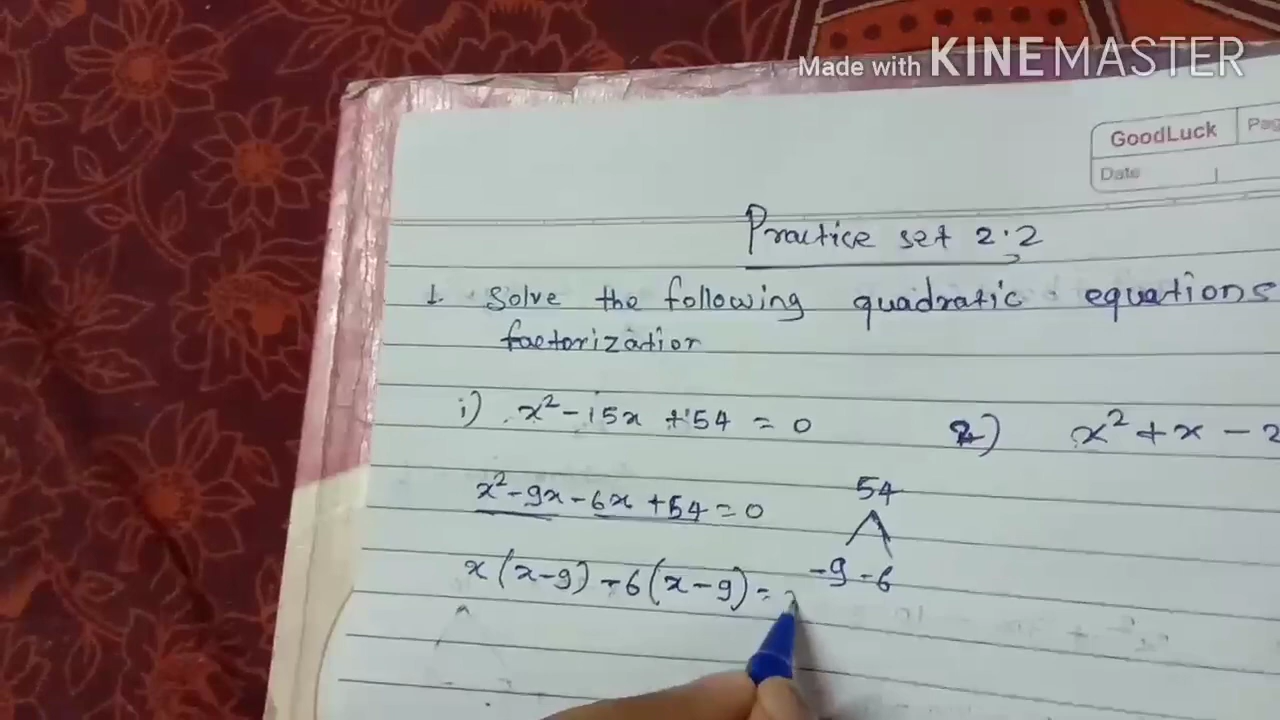 Made with KINEMASTER
GoodLuck Pag
Date
Practice set 2.2
1. Solve the following quadratic equations
factorization
i) x² - 15x + 54 = 0 2) x² + x - 2
x² - 9x - 6x + 54 = 0 54
x(x-9) - 6(x-9) = -9 -6